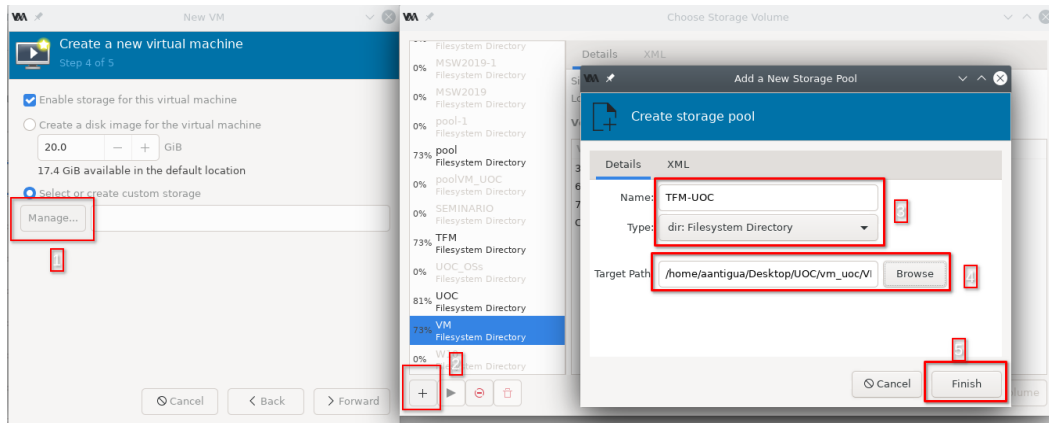 New VM
Create a new virtual machine
Step 4 of 5
Enable storage for this virtual machine
Create a disk image for the virtual machine
20.0 − + GiB
17.4 GiB available in the default location
Select or create custom storage
Manage...
1
Cancel
Back
Forward
Choose Storage Volume
Filesystem Directory
0% MSW2019-1
Filesystem Directory
0% MSW2019
Filesystem Directory
0% pool-1
Filesystem Directory
73% pool
Filesystem Directory
0% poolVM_UOC
Filesystem Directory
0% SEMINARIO
Filesystem Directory
73% TFM
Filesystem Directory
0% UOC_OSs
Filesystem Directory
81% UOC
Filesystem Directory
73% VM
Filesystem Directory
0%
Directory
2
+
Details XML
Add a New Storage Pool
Create storage pool
Details XML
Name: TFM-UOC
3
Type: dir: Filesystem Directory
Target Path: /home/aantigua/Desktop/UOC/vm_uoc/
Browse
4
5
Cancel
Finish